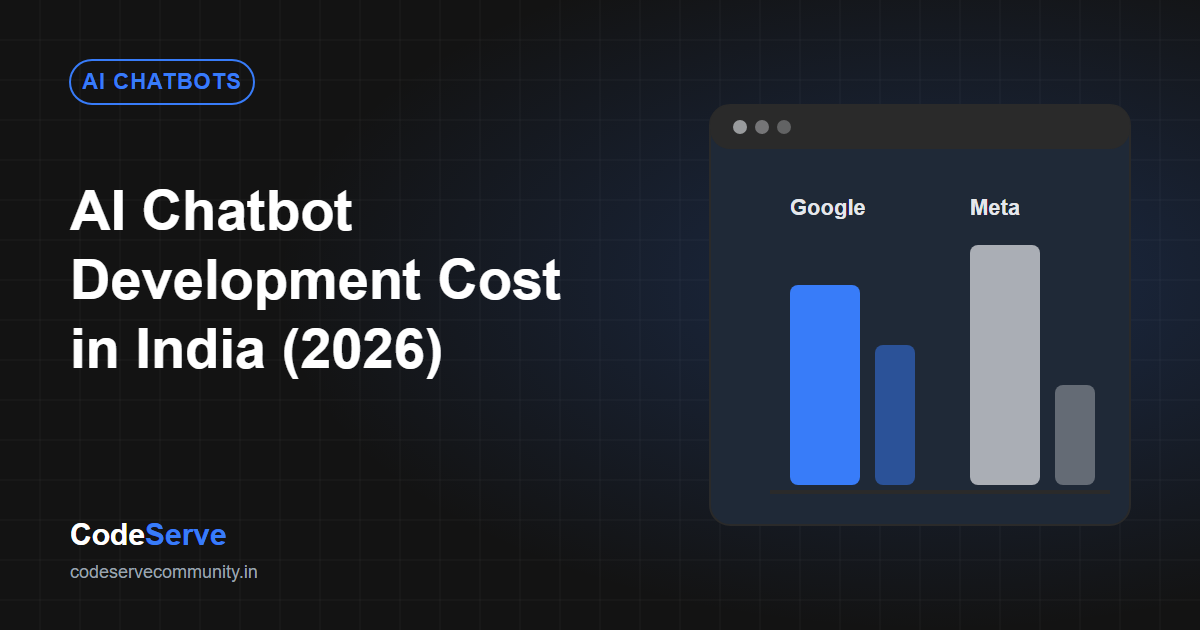 AI CHATBOTS
AI Chatbot
Development Cost
in India (2026)
Google
Meta
CodeServe
codeservecommunity.in